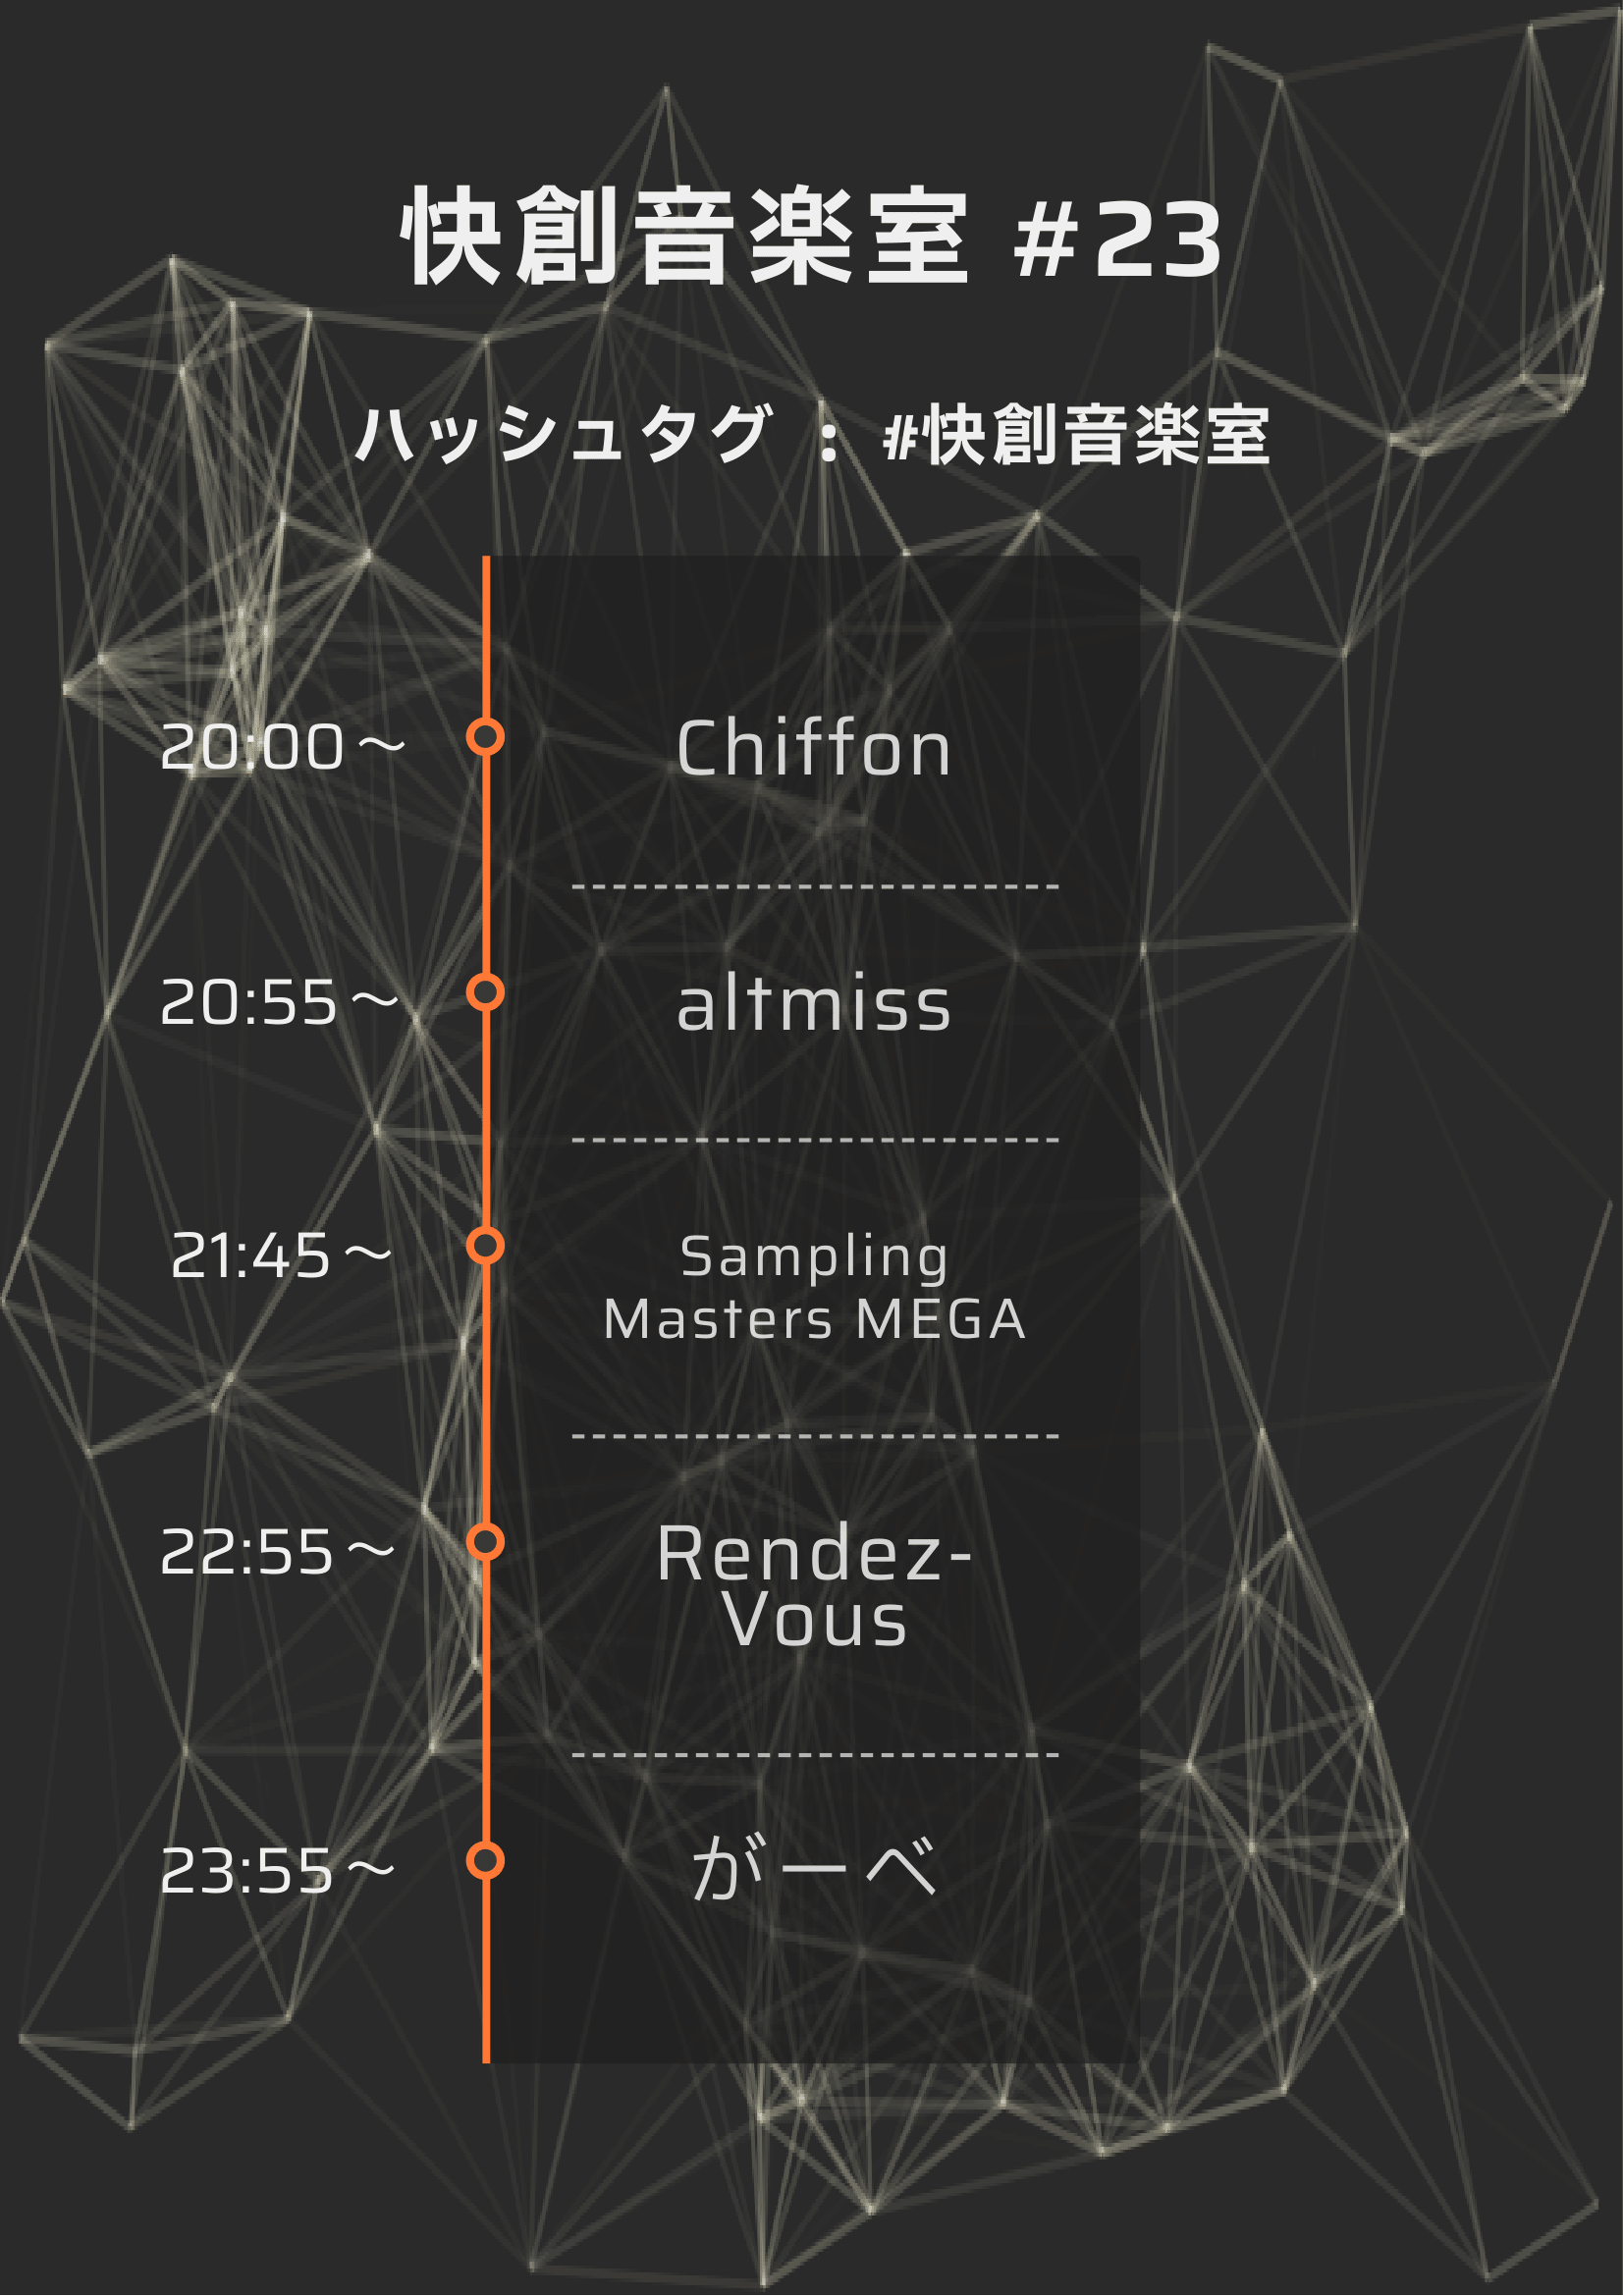 快創音楽室 #23
ハッシュタグ : #快創音楽室
20:00～
Chiffon
20:55～
altmiss
21:45～
Sampling
Masters MEGA
22:55～
Rendez-
Vous
23:55～
がーべ